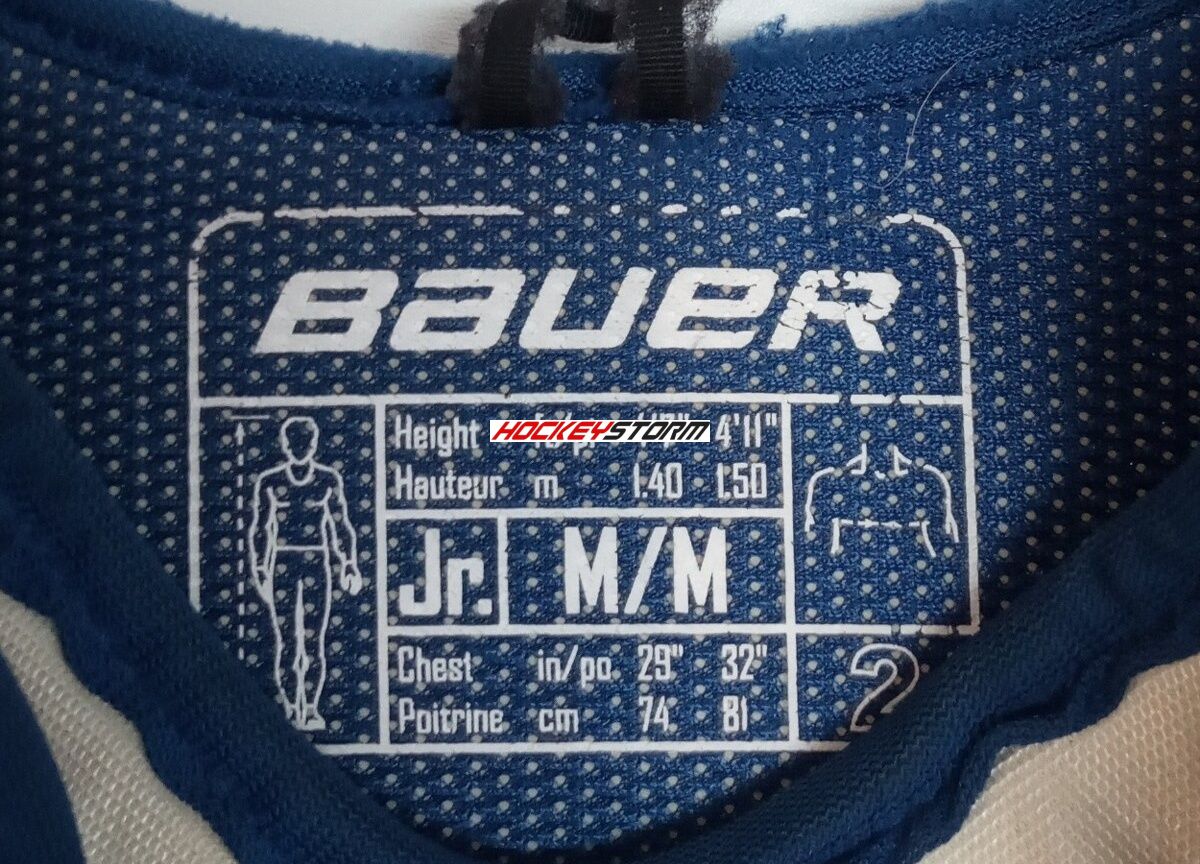 BAUER
Height 4'11"
HOCKEYSTORM
Hauteur m 1.40 1.50
Jr. M/M
Chest in/po 29" 32"
Poitrine cm 74 81
2